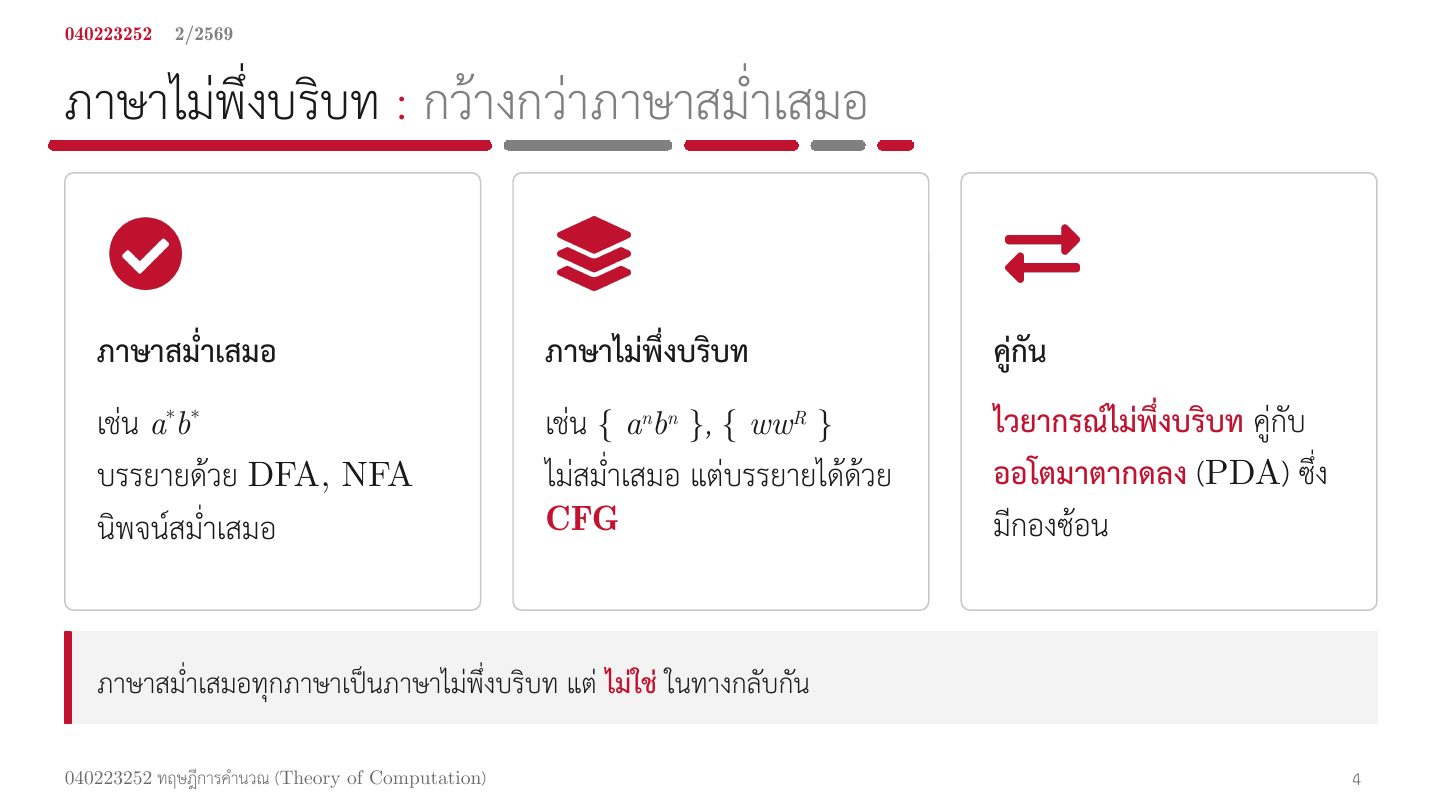 040223252 2/2569
ภาษาไม่พึ่งบริบท : กว้างกว่าภาษาสม่ำเสมอ
ภาษาสม่ำเสมอ
เช่น a*b*
บรรยายด้วย DFA, NFA
นิพจน์สม่ำเสมอ
ภาษาไม่พึ่งบริบท
เช่น { aⁿbⁿ }, { wwᴿ }
ไม่สม่ำเสมอ แต่บรรยายได้ด้วย
CFG
คู่กัน
ไวยากรณ์ไม่พึ่งบริบท คู่กับ
ออโตมาตากดลง (PDA) ซึ่ง
มีกองซ้อน
ภาษาสม่ำเสมอทุกภาษาเป็นภาษาไม่พึ่งบริบท แต่ ไม่ใช่ ในทางกลับกัน
040223252 ทฤษฎีการคำนวณ (Theory of Computation)
4